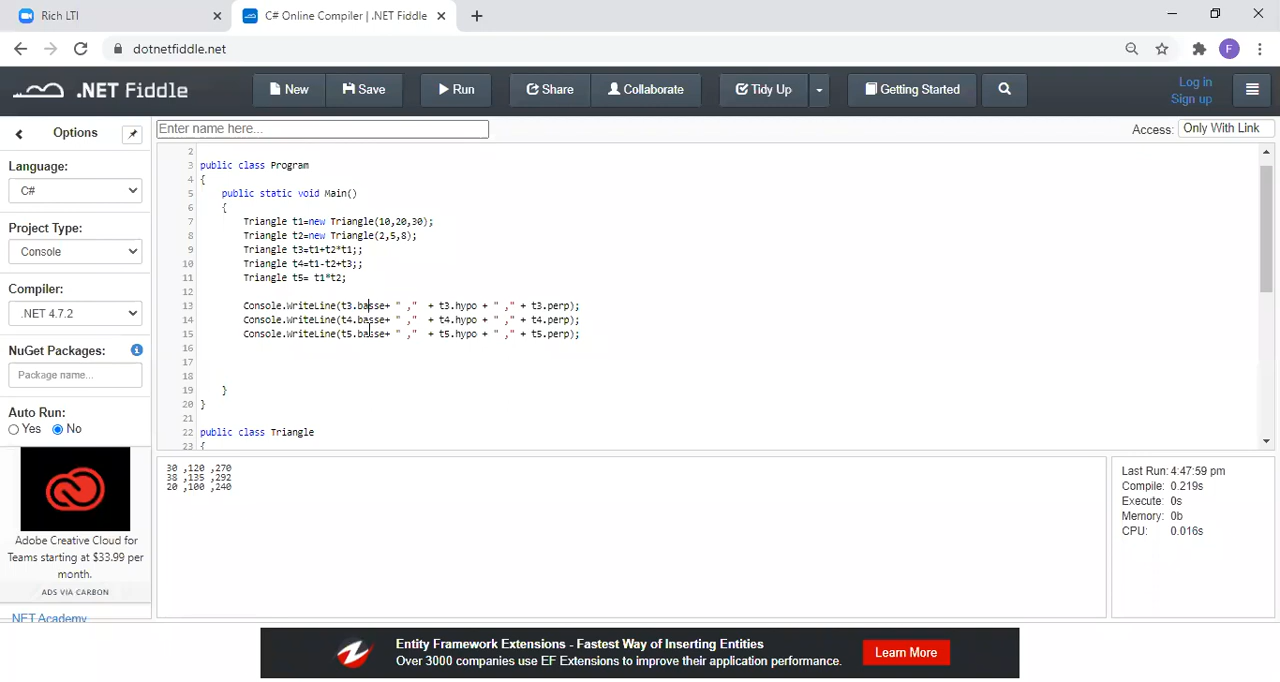 Rich LTI
C# Online Compiler | .NET Fiddle
dotnetfiddle.net
F
.NET Fiddle
New
Save
Run
Share
Collaborate
Tidy Up
Getting Started
Log in
Sign up
Options
Enter name here...
Access:
Only With Link
Language:
C#
Project Type:
Console
Compiler:
.NET 4.7.2
NuGet Packages:
Package name...
Auto Run:
Yes
No
2
3 public class Program
4 {
5 public static void Main()
6 {
7 Triangle t1=new Triangle(10,20,30);
8 Triangle t2=new Triangle(2,5,8);
9 Triangle t3=t1+t2*t1;;
10 Triangle t4=t1-t2+t3;;
11 Triangle t5= t1*t2;
12
13 Console.WriteLine(t3.basse+ " ," + t3.hypo + " ," + t3.perp);
14 Console.WriteLine(t4.basse+ " ," + t4.hypo + " ," + t4.perp);
15 Console.WriteLine(t5.basse+ " ," + t5.hypo + " ," + t5.perp);
16
17
18
19 }
20 }
21
22 public class Triangle
23 {
30 ,120 ,270
38 ,135 ,292
20 ,100 ,240
Last Run: 4:47:59 pm
Compile: 0.219s
Execute: 0s
Memory: 0b
CPU: 0.016s
Adobe Creative Cloud for
Teams starting at $33.99 per
month.
ADS VIA CARBON
.NET Academy
Entity Framework Extensions - Fastest Way of Inserting Entities
Over 3000 companies use EF Extensions to improve their application performance.
Learn More